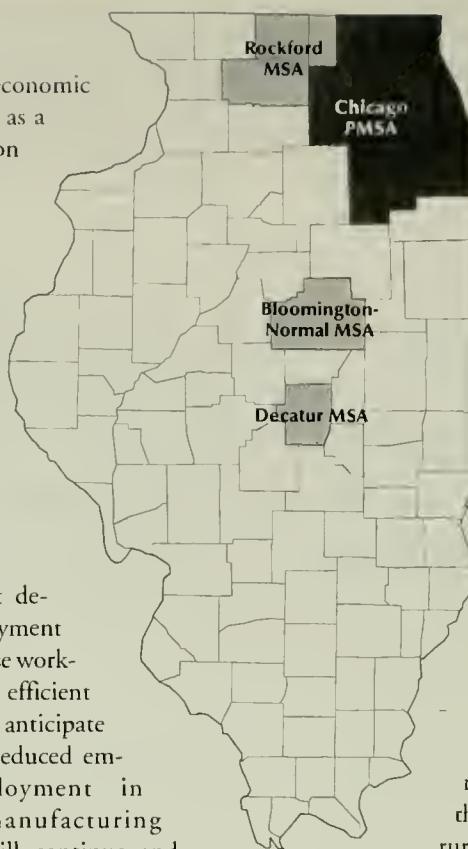 conomic
as a
on
Rockford
MSA
Chicago
PMSA
Bloomington-
Normal MSA
Decatur MSA
de-
yment
e work-
efficient
anticipate
educed em-
loyment in
anufacturing
th